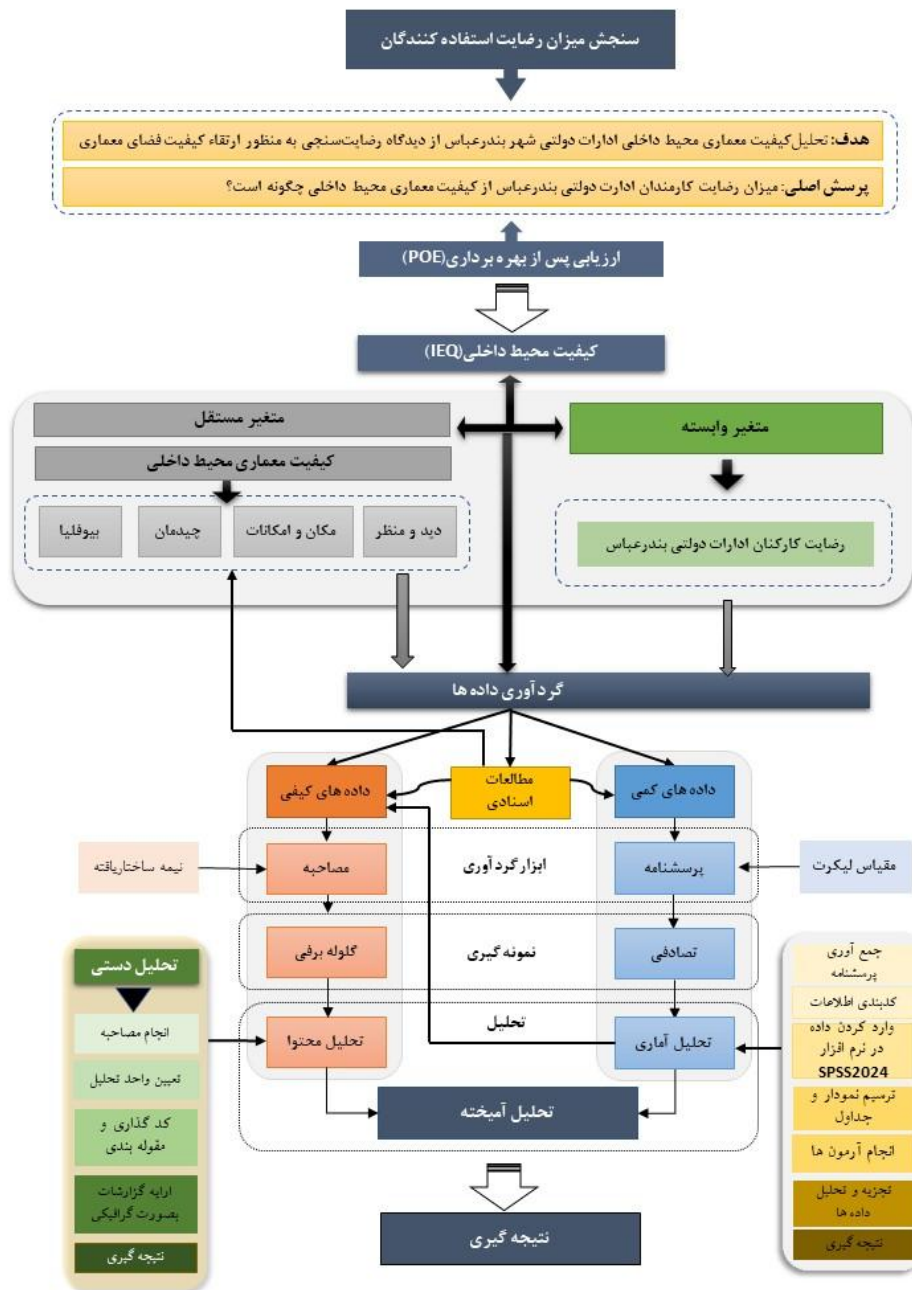 سنجش میزان رضایت استفاده کنندگان
هدف: تحلیل کیفیت معماری محیط داخلی ادارات دولتی شهر بندرعباس از دیدگاه رضایت‌سنجی به منظور ارتقاء کیفیت فضای معماری
پرسش اصلی: میزان رضایت کارمندان ادارت دولتی بندرعباس از کیفیت معماری محیط داخلی چگونه است؟
ارزیابی پس از بهره برداری(POE)
کیفیت محیط داخلی(IEQ)
متغیر وابسته
رضایت کارکنان ادارات دولتی بندرعباس
متغیر مستقل
کیفیت معماری محیط داخلی
دید و منظر
مکان و امکانات
چیدمان
بیوفلیا
گردآوری داده ها
داده های کمی
مطالعات
اسنادی
داده های کیفی
مقیاس لیکرت
پرسشنامه
ابزار گردآوری
مصاحبه
نیمه ساختاریافته
تصادفی
نمونه گیری
گلوله برفی
تحلیل آماری
تحلیل
تحلیل محتوا
تحلیل آمیخته
نتیجه گیری
جمع آوری
پرسشنامه
کدبندی اطلاعات
وارد کردن داده
در نرم افزار
SPSS2024
ترسیم نمودار و
جداول
انجام آزمون ها
تجزیه و تحلیل
داده ها
نتیجه گیری
تحلیل دستی
انجام مصاحبه
تعیین واحد تحلیل
کد گذاری و
مقوله بندی
ارایه گزارشات
بصورت گرافیکی
نتیجه گیری